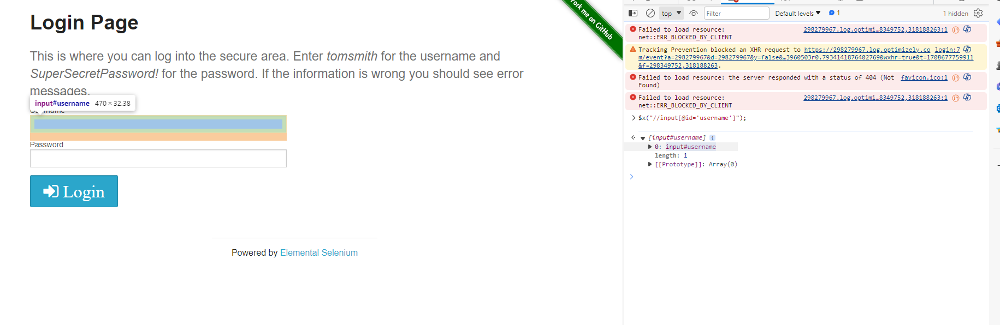 Login Page
Fork me on GitHub
This is where you can log into the secure area. Enter tomsmith for the username and
SuperSecretPassword! for the password. If the information is wrong you should see error
messages.
input#username 470 × 32.38
Username
Password
Login
Powered by Elemental Selenium
top
Filter
Default levels
1
1 hidden
Failed to load resource: 298279967.log.optimi…8349752,318188263:1
net::ERR_BLOCKED_BY_CLIENT
Tracking Prevention blocked an XHR request to https://298279967.log.optimizely.co login:7
m/event?a=298279967&d=298279967&y=false&…3960503r0.7934141876402769&wxhr=true&t=1708677759911
&f=298349752,318188263.
Failed to load resource: the server responded with a status of 404 (Not favicon.ico:1
Found)
Failed to load resource: 298279967.log.optimi…8349752,318188263:1
net::ERR_BLOCKED_BY_CLIENT
$x("//input[@id='username']");
[input#username] i
0: input#username
length: 1
[[Prototype]]: Array(0)